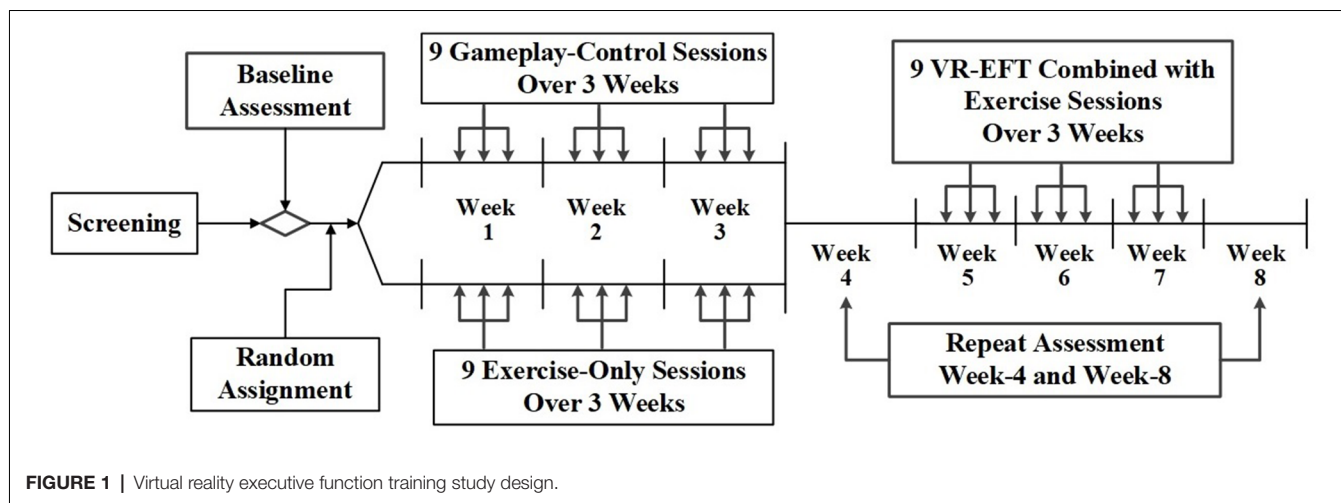 Baseline
Assessment
Screening
Random
Assignment
9 Gameplay-Control Sessions
Over 3 Weeks
Week
1
Week
2
Week
3
9 Exercise-Only Sessions
Over 3 Weeks
9 VR-EFT Combined with
Exercise Sessions
Over 3 Weeks
Week
4
Week
5
Week
6
Week
7
Week
8
Repeat Assessment
Week-4 and Week-8
FIGURE 1 | Virtual reality executive function training study design.